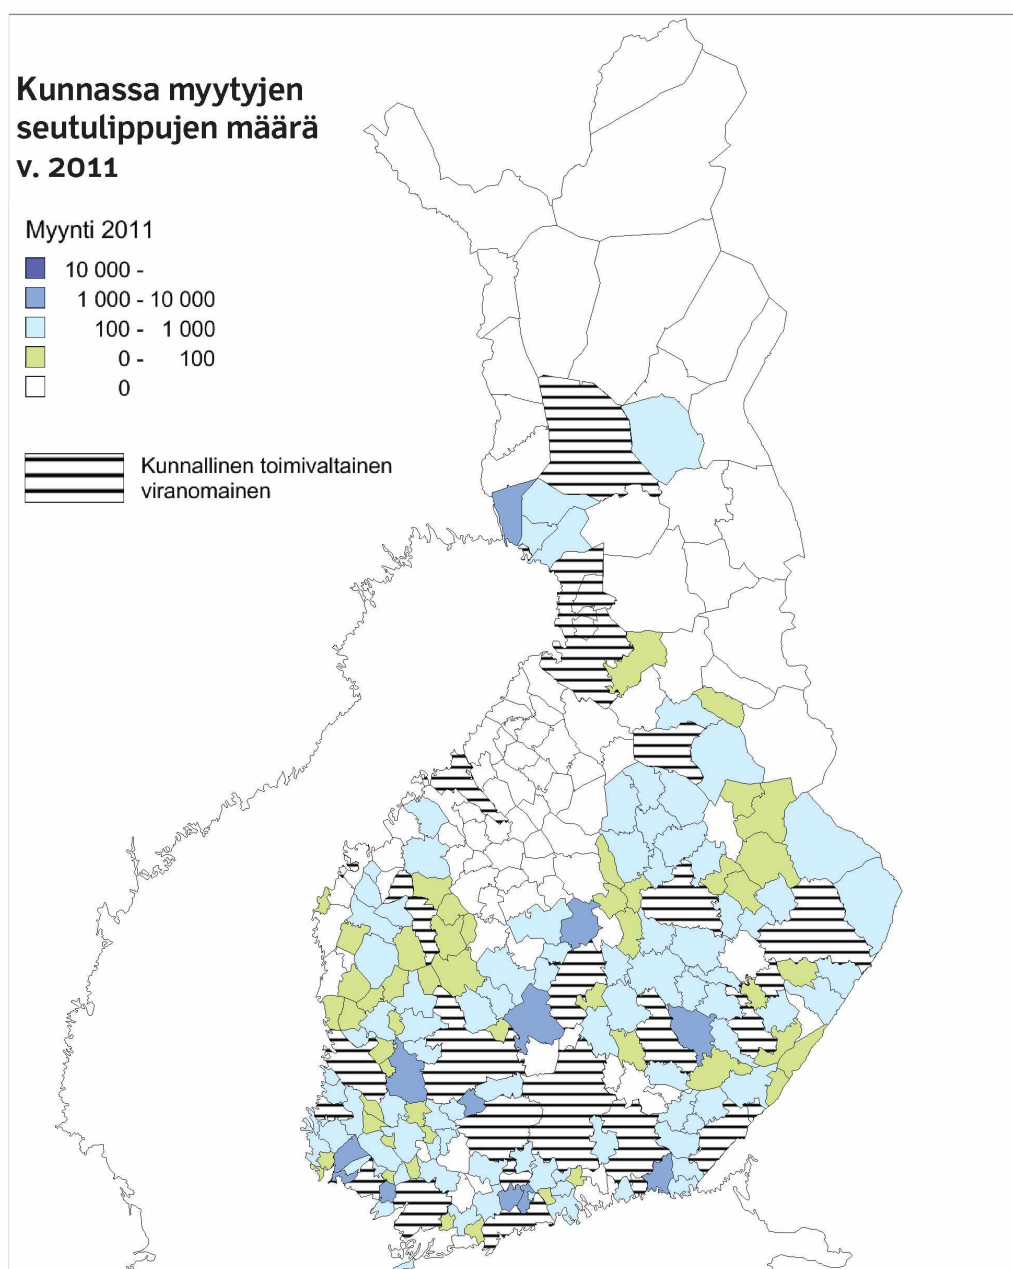 Kunnassa myytyjen
seutulippujen määrä
v. 2011
Myynti 2011
10 000 -
1 000 - 10 000
100 - 1 000
0 - 100
0
Kunnallinen toimivaltainen
viranomainen